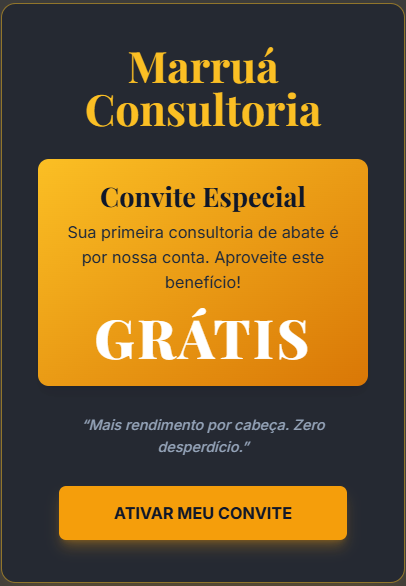 Marruá
Consultoria
Convite Especial
Sua primeira consultoria de abate é
por nossa conta. Aproveite este
benefício!
GRÁTIS
“Mais rendimento por cabeça. Zero
desperdício.”
ATIVAR MEU CONVITE